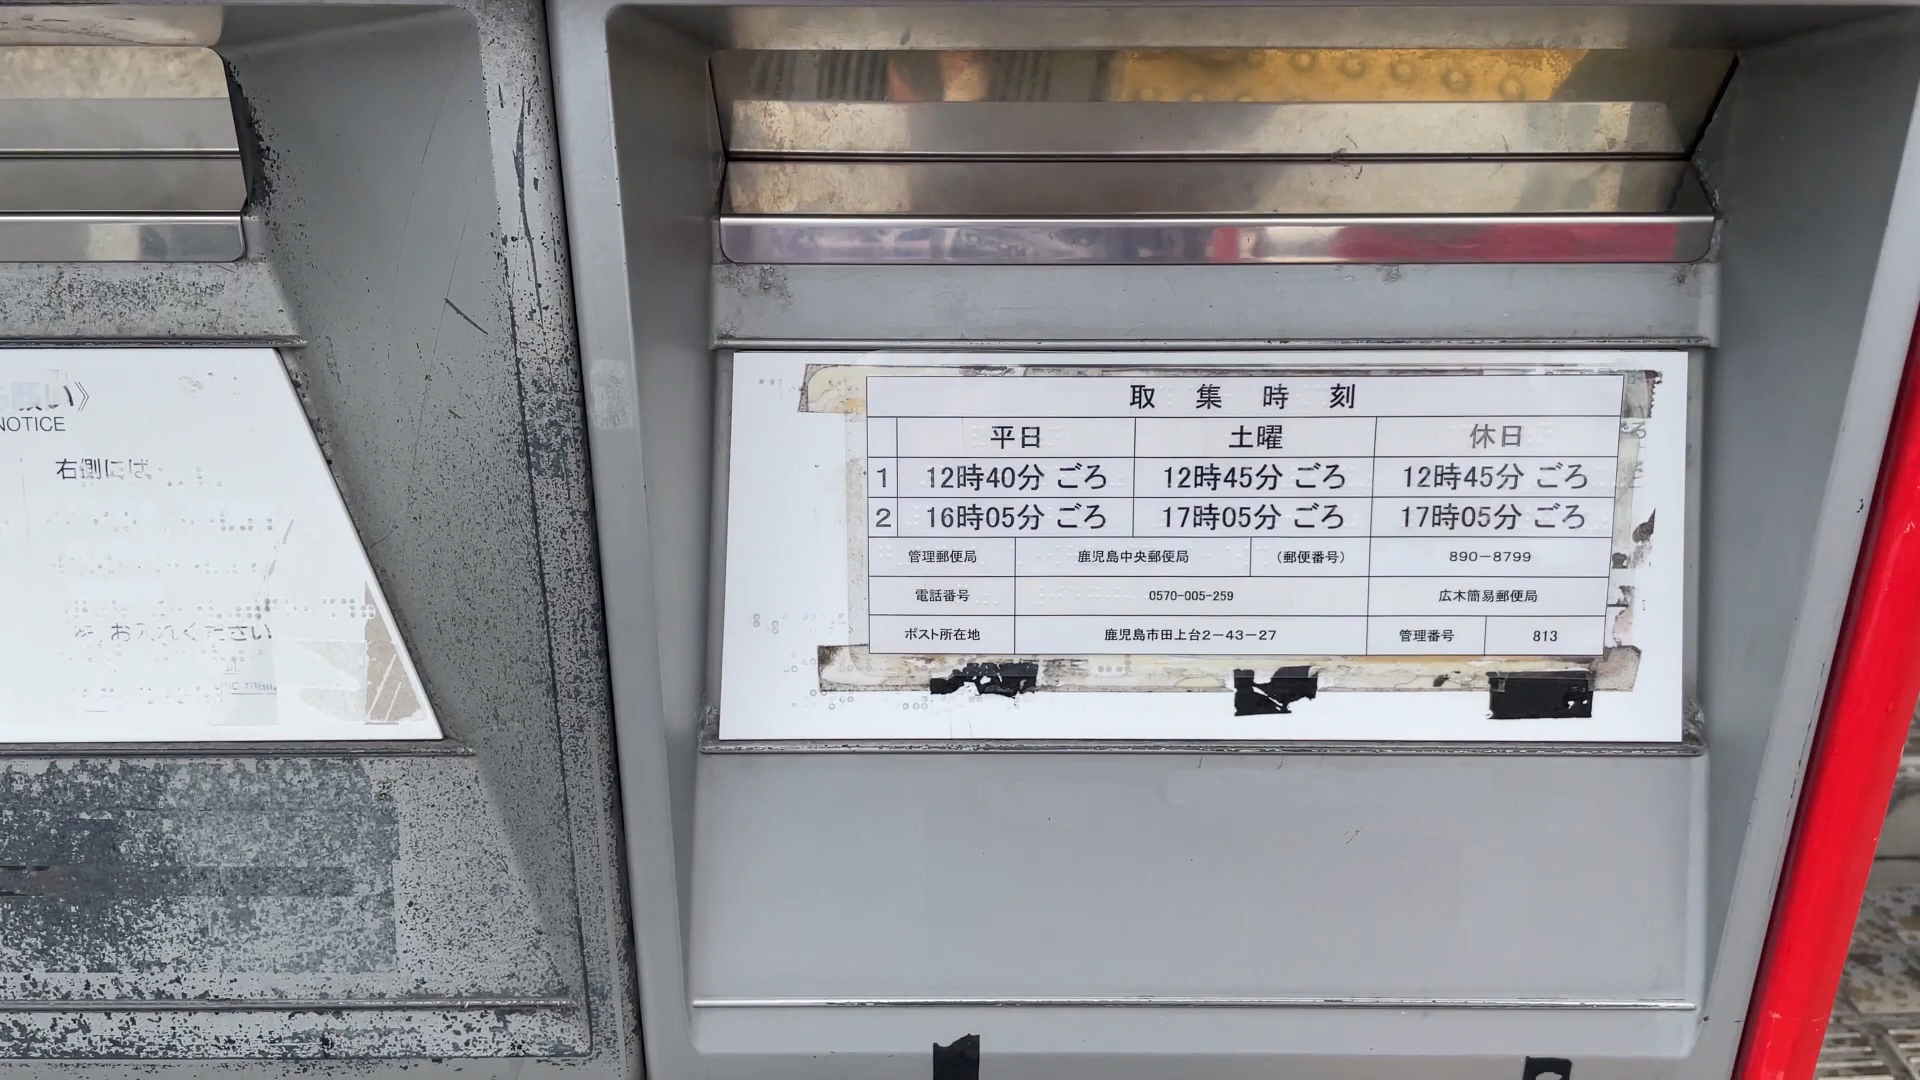 い》
NOTICE
右側には
お入れください
取集時刻
平日 土曜 休日
1 12時40分 ごろ 12時45分 ごろ 12時45分 ごろ
2 16時05分 ごろ 17時05分 ごろ 17時05分 ごろ
管理郵便局 鹿児島中央郵便局 (郵便番号) 890-8799
電話番号 0570-005-259 広木簡易郵便局
ポスト所在地 鹿児島市田上台2-43-27 管理番号 813